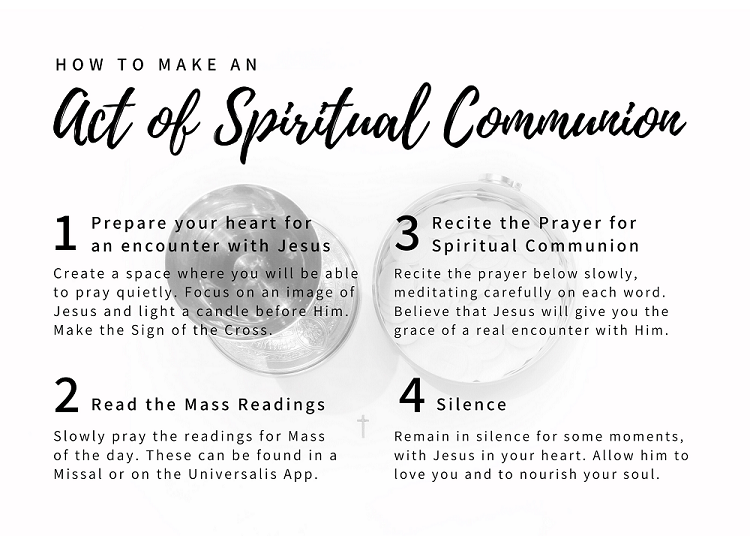 HOW TO MAKE AN
Act of Spiritual Communion
1 Prepare your heart for
an encounter with Jesus
Create a space where you will be able
to pray quietly. Focus on an image of
Jesus and light a candle before Him.
Make the Sign of the Cross.
2 Read the Mass Readings
Slowly pray the readings for Mass
of the day. These can be found in a
Missal or on the Universalis App.
3 Recite the Prayer for
Spiritual Communion
Recite the prayer below slowly,
meditating carefully on each word.
Believe that Jesus will give you the
grace of a real encounter with Him.
4 Silence
Remain in silence for some moments,
with Jesus in your heart. Allow him to
love you and to nourish your soul.